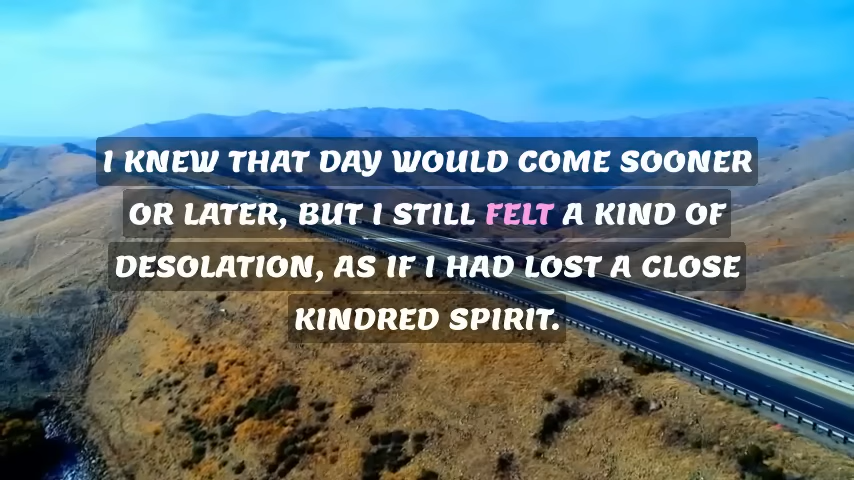 I KNEW THAT DAY WOULD COME SOONER
OR LATER, BUT I STILL FELT A KIND OF
DESOLATION, AS IF I HAD LOST A CLOSE
KINDRED SPIRIT.